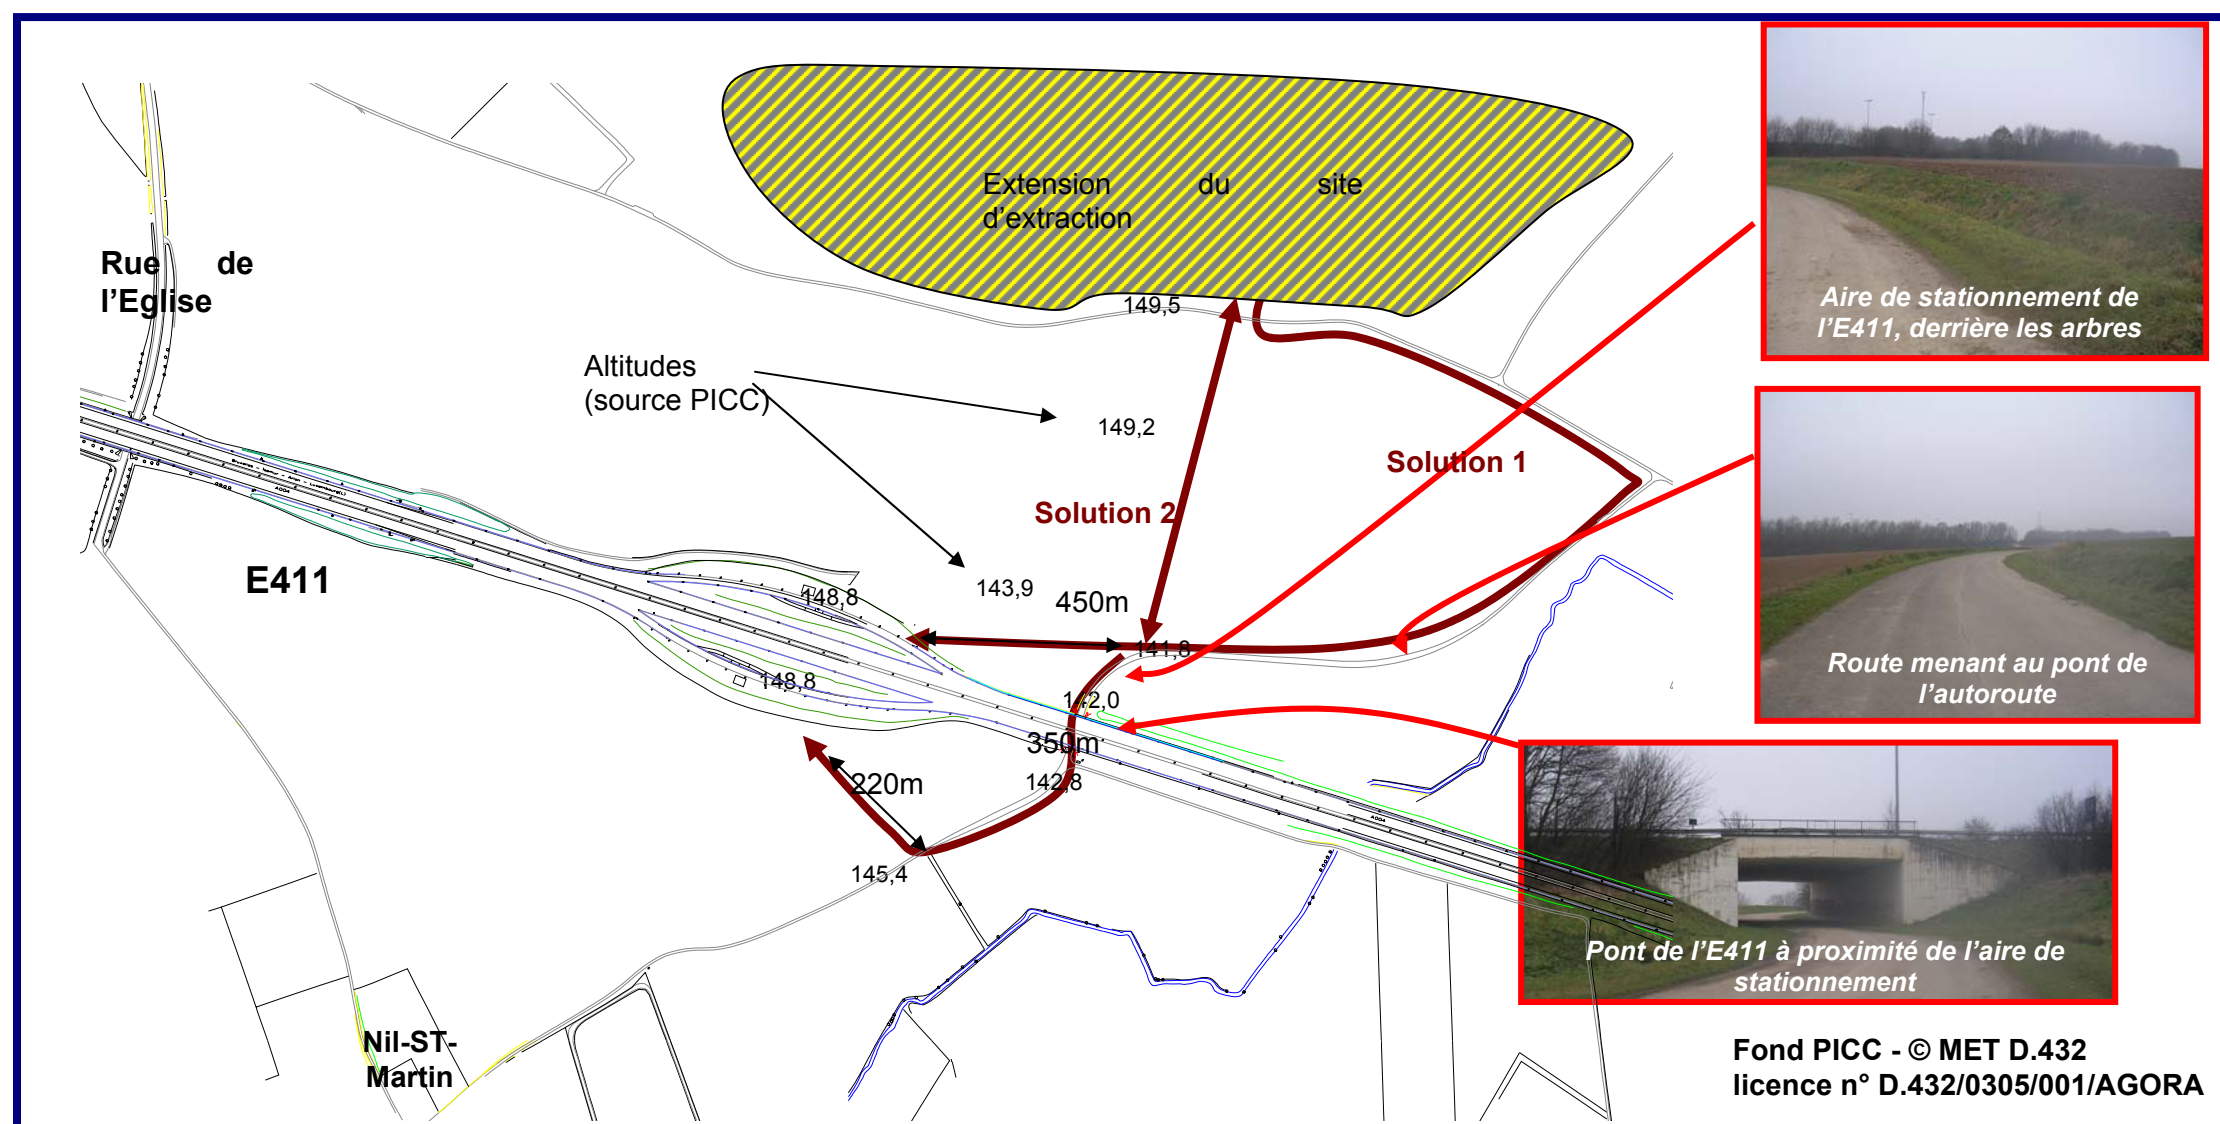 Extension du site
d'extraction
Rue de
l'Eglise
149,5
Aire de stationnement de
l'E411, derrière les arbres
Altitudes
(source PICC)
149,2
Solution 1
Solution 2
E411
143,9
148,8
450m
141,8
148,8
142,0
Route menant au pont de
l'autoroute
350m
142,8
220m
145,4
Pont de l'E411 à proximité de l'aire de
stationnement
Nil-ST-
Martin
Fond PICC - © MET D.432
licence n° D.432/0305/001/AGORA